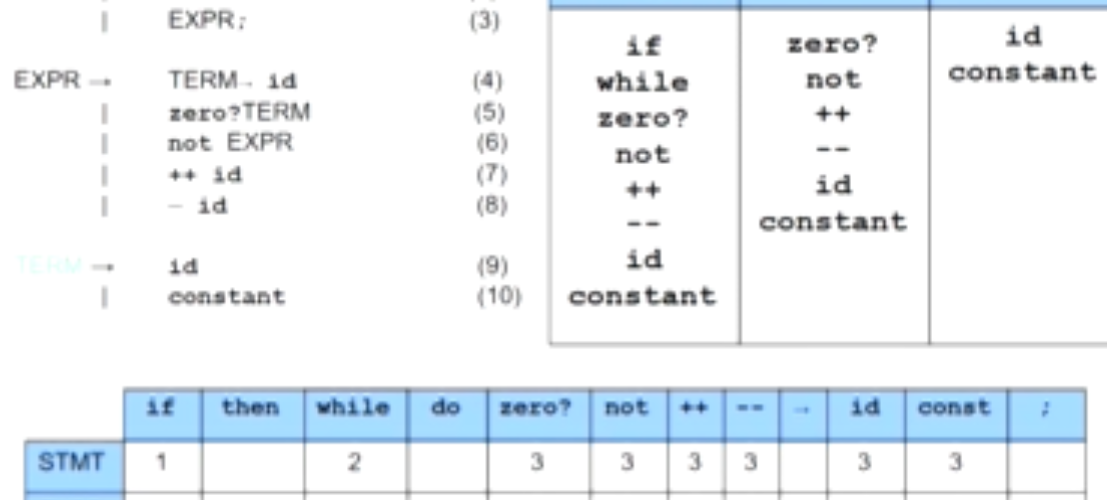 | EXPR; (3)
EXPR → TERM→ id (4)
| zero?TERM (5)
| not EXPR (6)
| ++ id (7)
| -- id (8)
TERM → id (9)
| constant (10)
if
while
zero?
not
++
--
id
constant
zero?
not
++
--
id
constant
id
constant
if then while do zero? not ++ -- → id const ;
STMT 1 2 3 3 3 3 3 3